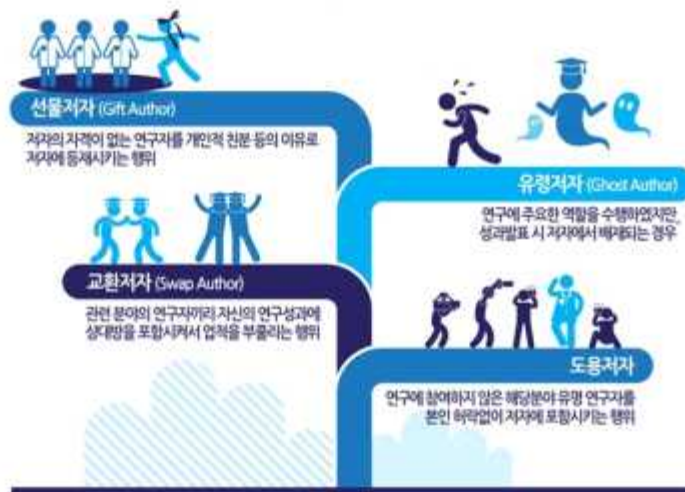 선물저자 (Gift Author)
저자의 자격이 없는 연구자를 개인적 친분 등의 이유로
저자에 등재시키는 행위
유령저자 (Ghost Author)
연구에 주요한 역할을 수행하였지만,
성과발표 시 저자에서 배재되는 경우
교환저자 (Swap Author)
관련 분야의 연구자끼리 자신의 연구성과에
상대방을 포함시켜서 업적을 부풀리는 행위
도용저자
연구에 참여하지 않은 해당분야 유명 연구자를
본인 허락없이 저자에 포함시키는 행위